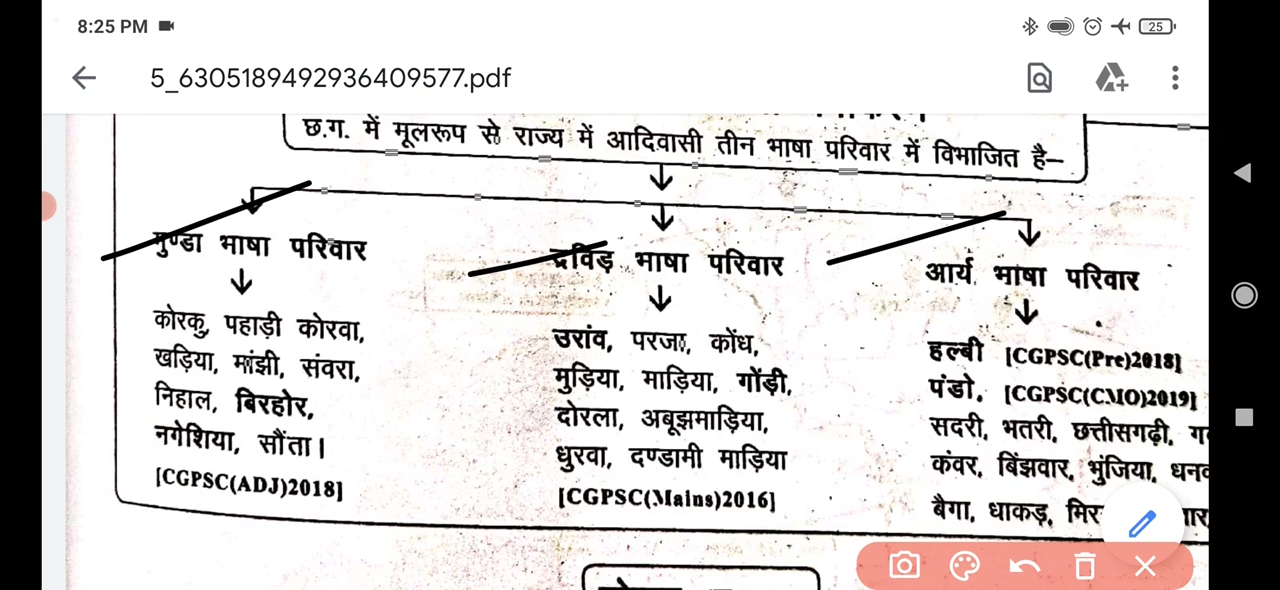 8:25 PM
25
5_6305189492936409577.pdf
छ.ग. में मूलरूप से राज्य में आदिवासी तीन भाषा परिवार में विभाजित है–
मुण्डा भाषा परिवार
कोरकु, पहाड़ी कोरवा,
खड़िया, मांझी, संवरा,
निहाल, बिरहोर,
नगेशिया, सौंता।
[CGPSC(ADJ)2018]
द्रविड़ भाषा परिवार
उरांव, परजा, कोंध,
मुड़िया, माड़िया, गोंड़ी,
दोरला, अबूझमाड़िया,
धुरवा, दण्डामी माड़िया
[CGPSC(Mains)2016]
आर्य भाषा परिवार
हल्बी [CGPSC(Pre)2018]
पंडो, [CGPSC(CMO)2019]
सदरी, भतरी, छत्तीसगढ़ी,
कंवर, बिंझवार, भुंजिया,
बैगा, धाकड़,